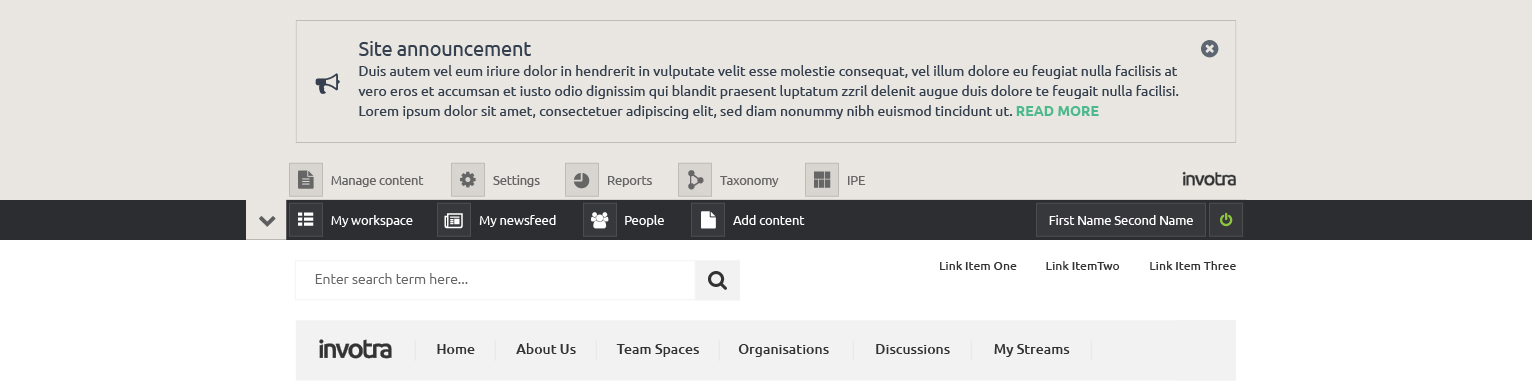 Site announcement
Duis autem vel eum iriure dolor in hendrerit in vulputate velit esse molestie consequat, vel illum dolore eu feugiat nulla facilisis at
vero eros et accumsan et iusto odio dignissim qui blandit praesent luptatum zzril delenit augue duis dolore te feugait nulla facilisi.
Lorem ipsum dolor sit amet, consectetuer adipiscing elit, sed diam nonummy nibh euismod tincidunt ut. READ MORE
Manage content Settings Reports Taxonomy IPE invotra
My workspace My newsfeed People Add content First Name Second Name
Link Item One Link ItemTwo Link Item Three
Enter search term here...
invotra Home About Us Team Spaces Organisations Discussions My Streams